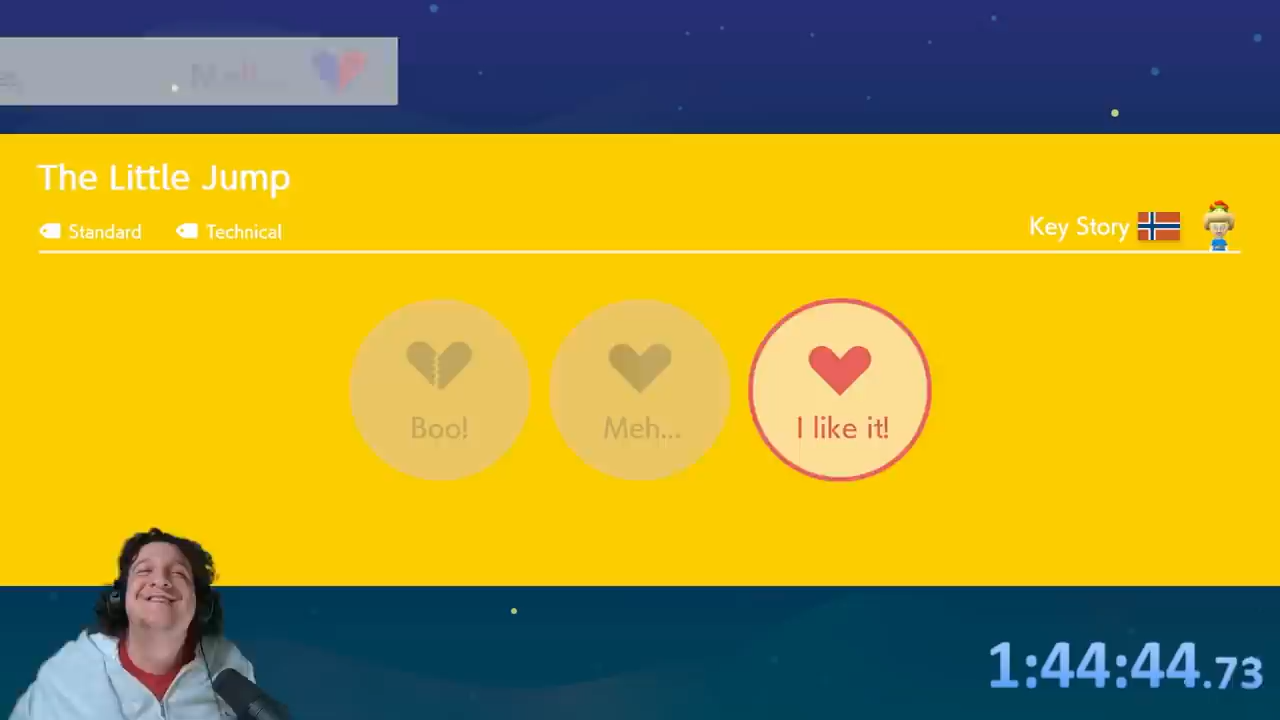 The Little Jump
Standard Technical
Key Story
Boo!
Meh...
I like it!
1:44:44.73